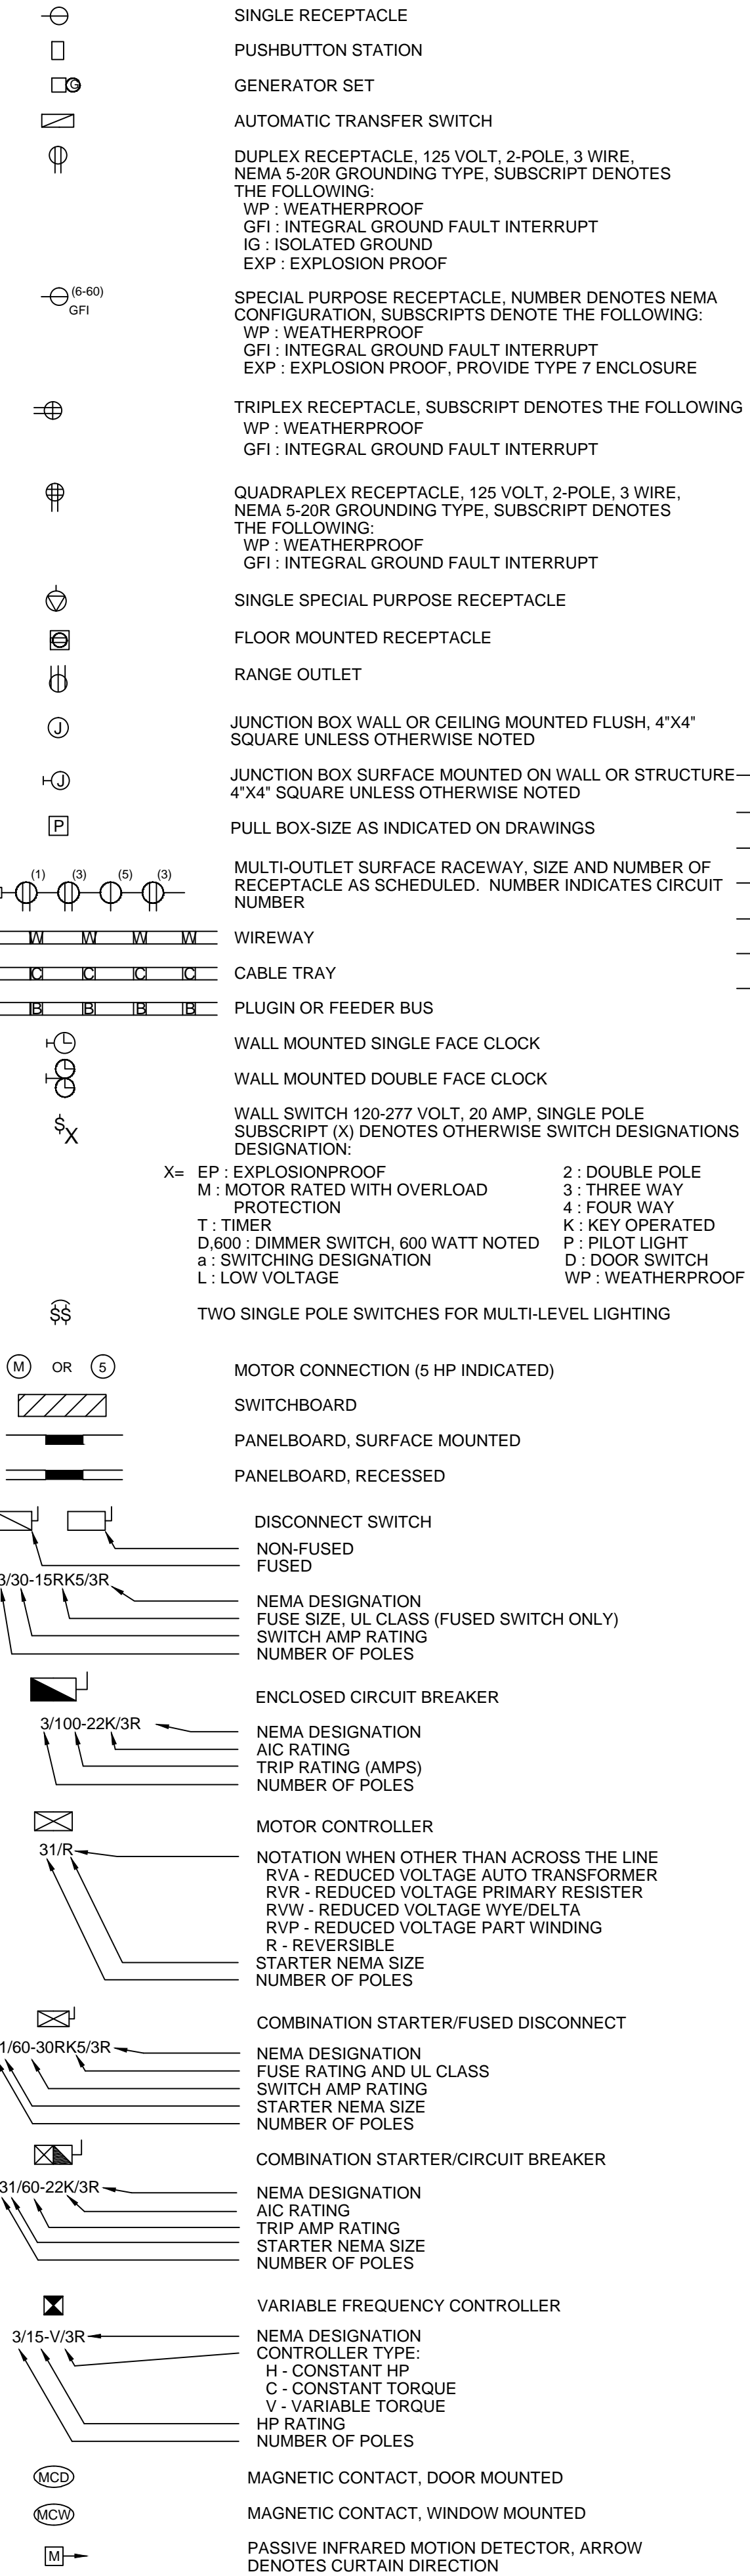 SINGLE RECEPTACLE
PUSHBUTTON STATION
G
GENERATOR SET
AUTOMATIC TRANSFER SWITCH
DUPLEX RECEPTACLE, 125 VOLT, 2-POLE, 3 WIRE,
NEMA 5-20R GROUNDING TYPE, SUBSCRIPT DENOTES
THE FOLLOWING:
WP : WEATHERPROOF
GFI : INTEGRAL GROUND FAULT INTERRUPT
IG : ISOLATED GROUND
EXP : EXPLOSION PROOF
(6-60)
GFI
SPECIAL PURPOSE RECEPTACLE, NUMBER DENOTES NEMA
CONFIGURATION, SUBSCRIPTS DENOTE THE FOLLOWING:
WP : WEATHERPROOF
GFI : INTEGRAL GROUND FAULT INTERRUPT
EXP : EXPLOSION PROOF, PROVIDE TYPE 7 ENCLOSURE
TRIPLEX RECEPTACLE, SUBSCRIPT DENOTES THE FOLLOWING
WP : WEATHERPROOF
GFI : INTEGRAL GROUND FAULT INTERRUPT
QUADRAPLEX RECEPTACLE, 125 VOLT, 2-POLE, 3 WIRE,
NEMA 5-20R GROUNDING TYPE, SUBSCRIPT DENOTES
THE FOLLOWING:
WP : WEATHERPROOF
GFI : INTEGRAL GROUND FAULT INTERRUPT
SINGLE SPECIAL PURPOSE RECEPTACLE
FLOOR MOUNTED RECEPTACLE
RANGE OUTLET
J
JUNCTION BOX WALL OR CEILING MOUNTED FLUSH, 4"X4"
SQUARE UNLESS OTHERWISE NOTED
J
JUNCTION BOX SURFACE MOUNTED ON WALL OR STRUCTURE
4"X4" SQUARE UNLESS OTHERWISE NOTED
P
PULL BOX-SIZE AS INDICATED ON DRAWINGS
(1) (3) (5) (3)
MULTI-OUTLET SURFACE RACEWAY, SIZE AND NUMBER OF
RECEPTACLE AS SCHEDULED. NUMBER INDICATES CIRCUIT
NUMBER
W W W W WIREWAY
C C C C CABLE TRAY
B B B B PLUGIN OR FEEDER BUS
WALL MOUNTED SINGLE FACE CLOCK
WALL MOUNTED DOUBLE FACE CLOCK
$X
WALL SWITCH 120-277 VOLT, 20 AMP, SINGLE POLE
SUBSCRIPT (X) DENOTES OTHERWISE SWITCH DESIGNATIONS
DESIGNATION:
X= EP : EXPLOSIONPROOF 2 : DOUBLE POLE
M : MOTOR RATED WITH OVERLOAD 3 : THREE WAY
PROTECTION 4 : FOUR WAY
T : TIMER K : KEY OPERATED
D,600 : DIMMER SWITCH, 600 WATT NOTED P : PILOT LIGHT
a : SWITCHING DESIGNATION D : DOOR SWITCH
L : LOW VOLTAGE WP : WEATHERPROOF
$$ TWO SINGLE POLE SWITCHES FOR MULTI-LEVEL LIGHTING
M OR 5 MOTOR CONNECTION (5 HP INDICATED)
SWITCHBOARD
PANELBOARD, SURFACE MOUNTED
PANELBOARD, RECESSED
DISCONNECT SWITCH
NON-FUSED
FUSED
3/30-15RK5/3R
NEMA DESIGNATION
FUSE SIZE, UL CLASS (FUSED SWITCH ONLY)
SWITCH AMP RATING
NUMBER OF POLES
ENCLOSED CIRCUIT BREAKER
3/100-22K/3R
NEMA DESIGNATION
AIC RATING
TRIP RATING (AMPS)
NUMBER OF POLES
MOTOR CONTROLLER
31/R
NOTATION WHEN OTHER THAN ACROSS THE LINE
RVA - REDUCED VOLTAGE AUTO TRANSFORMER
RVR - REDUCED VOLTAGE PRIMARY RESISTER
RVW - REDUCED VOLTAGE WYE/DELTA
RVP - REDUCED VOLTAGE PART WINDING
R - REVERSIBLE
STARTER NEMA SIZE
NUMBER OF POLES
COMBINATION STARTER/FUSED DISCONNECT
1/60-30RK5/3R
NEMA DESIGNATION
FUSE RATING AND UL CLASS
SWITCH AMP RATING
STARTER NEMA SIZE
NUMBER OF POLES
COMBINATION STARTER/CIRCUIT BREAKER
31/60-22K/3R
NEMA DESIGNATION
AIC RATING
TRIP AMP RATING
STARTER NEMA SIZE
NUMBER OF POLES
VARIABLE FREQUENCY CONTROLLER
3/15-V/3R
NEMA DESIGNATION
CONTROLLER TYPE:
H - CONSTANT HP
C - CONSTANT TORQUE
V - VARIABLE TORQUE
HP RATING
NUMBER OF POLES
MCD MAGNETIC CONTACT, DOOR MOUNTED
MCW MAGNETIC CONTACT, WINDOW MOUNTED
M PASSIVE INFRARED MOTION DETECTOR, ARROW
DENOTES CURTAIN DIRECTION